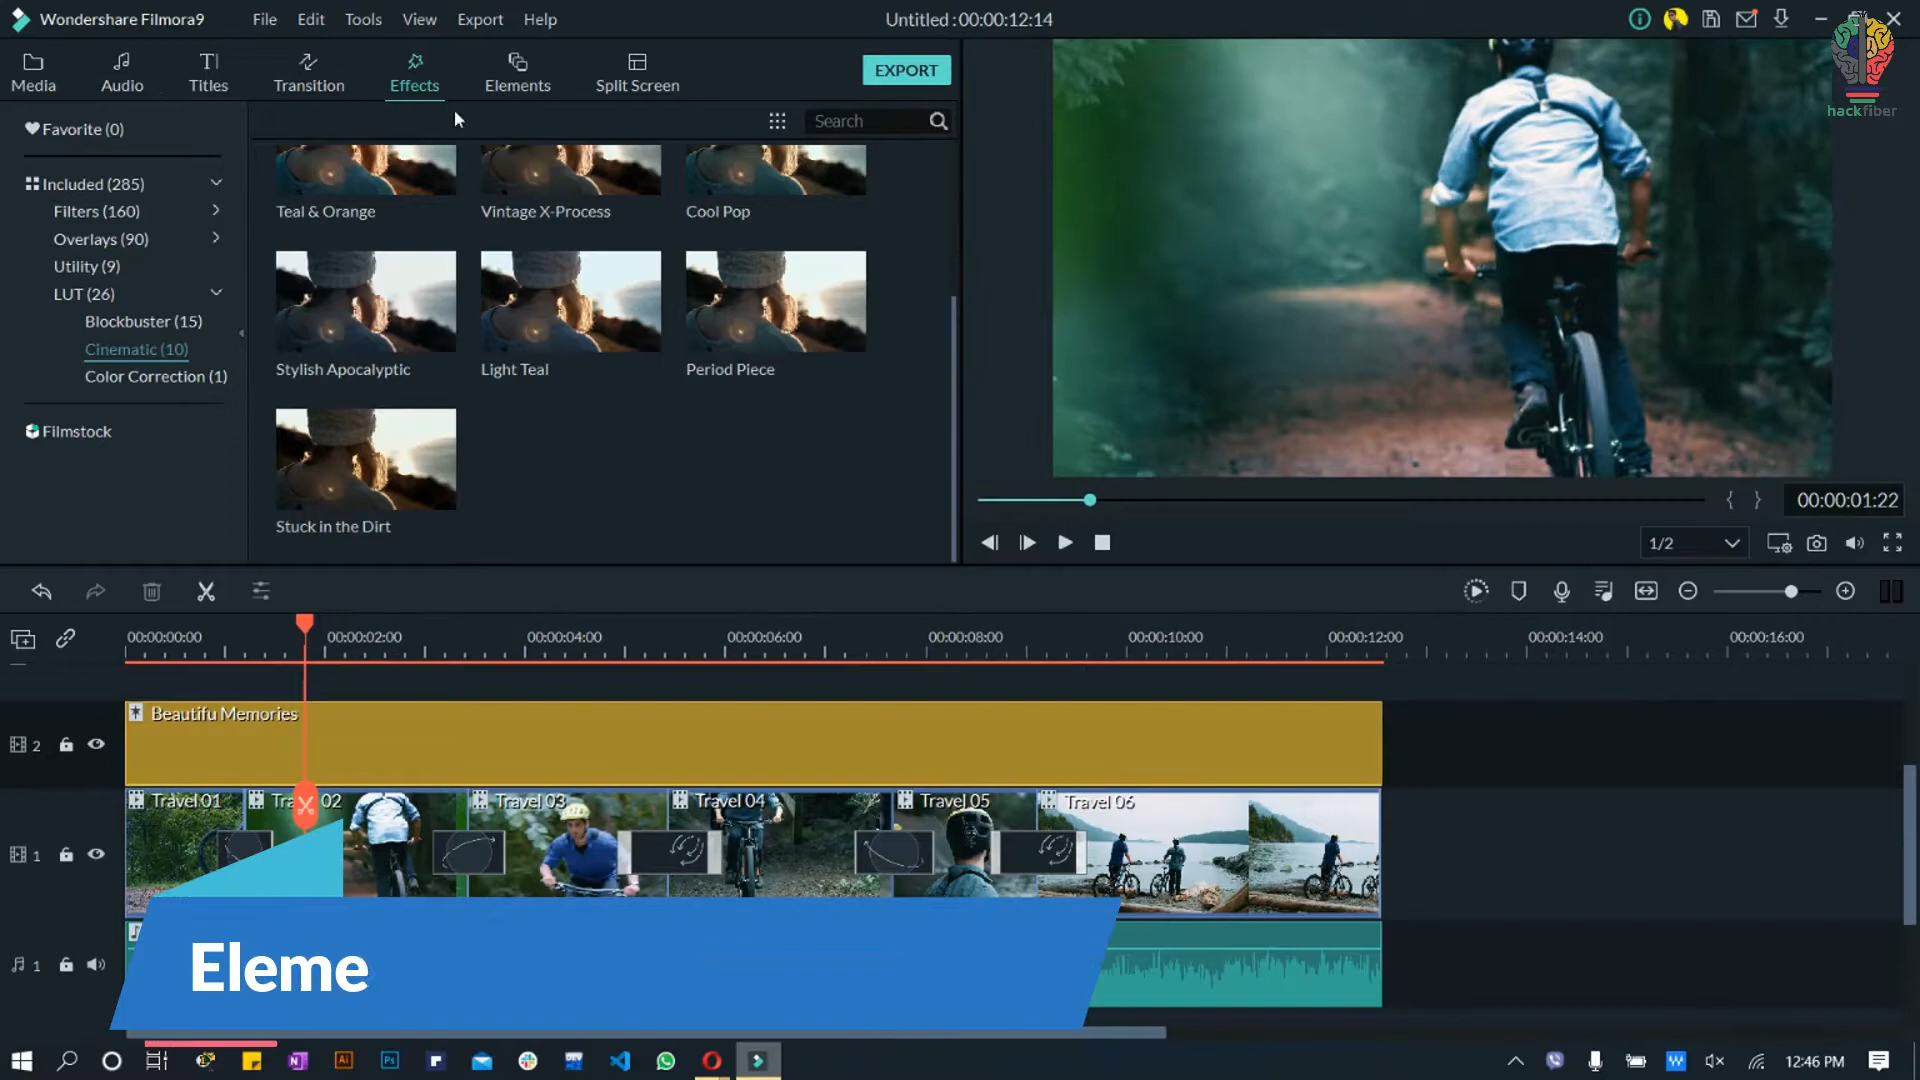 Wondershare Filmora9
File
Edit
Tools
View
Export
Help
Untitled : 00:00:12:14
Media
Audio
Titles
Transition
Effects
Elements
Split Screen
EXPORT
hackfiber
Favorite (0)
Search
Included (285)
Filters (160)
Overlays (90)
Utility (9)
LUT (26)
Blockbuster (15)
Cinematic (10)
Color Correction (1)
Filmstock
Teal & Orange
Vintage X-Process
Cool Pop
Stylish Apocalyptic
Light Teal
Period Piece
Stuck in the Dirt
00:00:01:22
1/2
00:00:00:00
00:00:02:00
00:00:04:00
00:00:06:00
00:00:08:00
00:00:10:00
00:00:12:00
00:00:14:00
00:00:16:00
2
Beautifu Memories
1
Travel 01
Tra 02
Travel 03
Travel 04
Travel 05
Travel 06
1
Eleme
12:46 PM